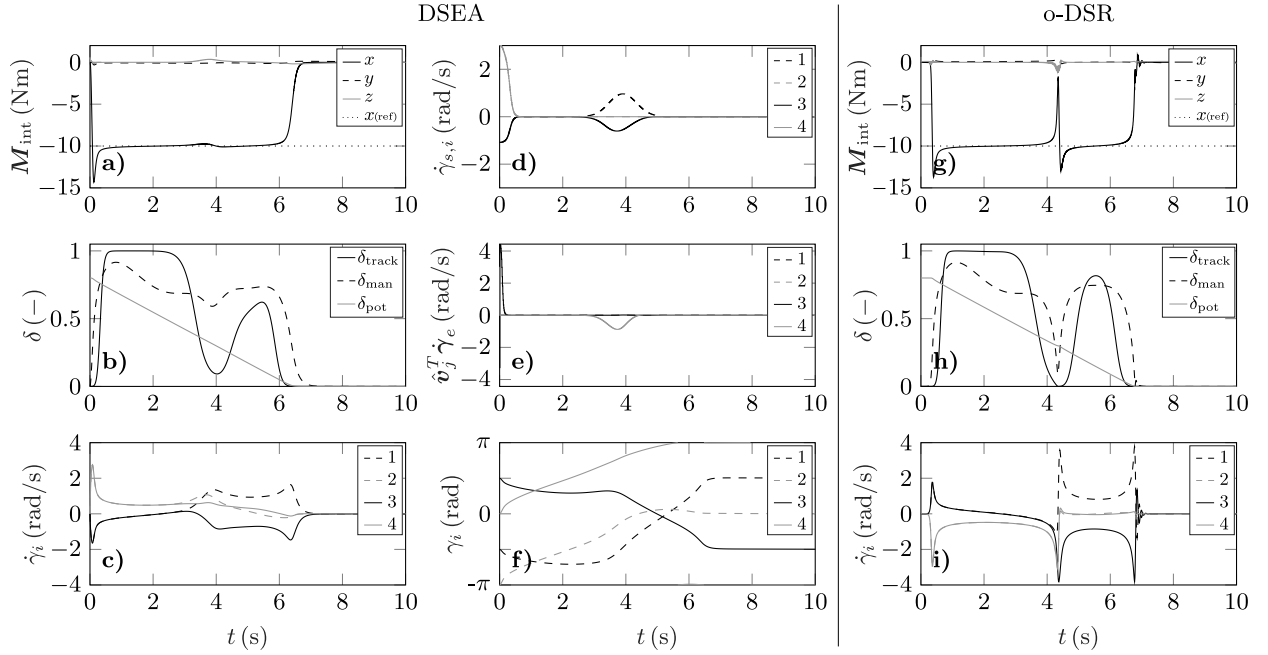 DSEA
o-DSR
M_int (Nm)
0
−5
−10
−15
a)
x
y
z
x(ref)
0 2 4 6 8 10
γ̇_s,i (rad/s)
2
0
−2
d)
1
2
3
4
0 2 4 6 8 10
M_int (Nm)
0
−5
−10
−15
g)
x
y
z
x(ref)
0 2 4 6 8 10
δ (−)
1
0.5
0
b)
δ_track
δ_man
δ_pot
0 2 4 6 8 10
v̂_j^T γ̇_e (rad/s)
4
2
0
−2
−4
e)
1
2
3
4
0 2 4 6 8 10
δ (−)
1
0.5
0
h)
δ_track
δ_man
δ_pot
0 2 4 6 8 10
γ̇_i (rad/s)
4
2
0
−2
−4
c)
1
2
3
4
0 2 4 6 8 10
t (s)
γ_i (rad)
π
0
-π
f)
1
2
3
4
0 2 4 6 8 10
t (s)
γ̇_i (rad/s)
4
2
0
−2
−4
i)
1
2
3
4
0 2 4 6 8 10
t (s)